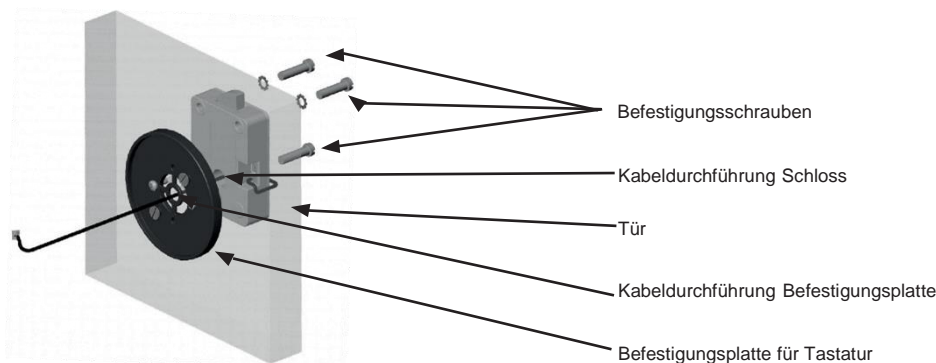 Befestigungsschrauben
Kabeldurchführung Schloss
Tür
Kabeldurchführung Befestigungsplatte
Befestigungsplatte für Tastatur